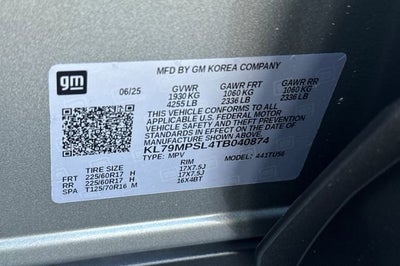 gm
MFD BY GM KOREA COMPANY
06/25 GVWR GAWR FRT GAWR RR
1930 KG 1060 KG 1060 KG
4255 LB 2336 LB 2336 LB
THIS VEHICLE CONFORMS TO ALL
APPLICABLE U.S. FEDERAL MOTOR
VEHICLE SAFETY STANDARDS IN
EFFECT ON THE DATE OF
MANUFACTURE SHOWN ABOVE.
KL79MPSL4TB040874
TYPE: MPV MODEL: 441TU56
TIRE SIZE RIM
FRT 225/60R17 H 17X7.5J
RR 225/60R17 H 17X7.5J
SPA T125/70R16 M 16X4BT